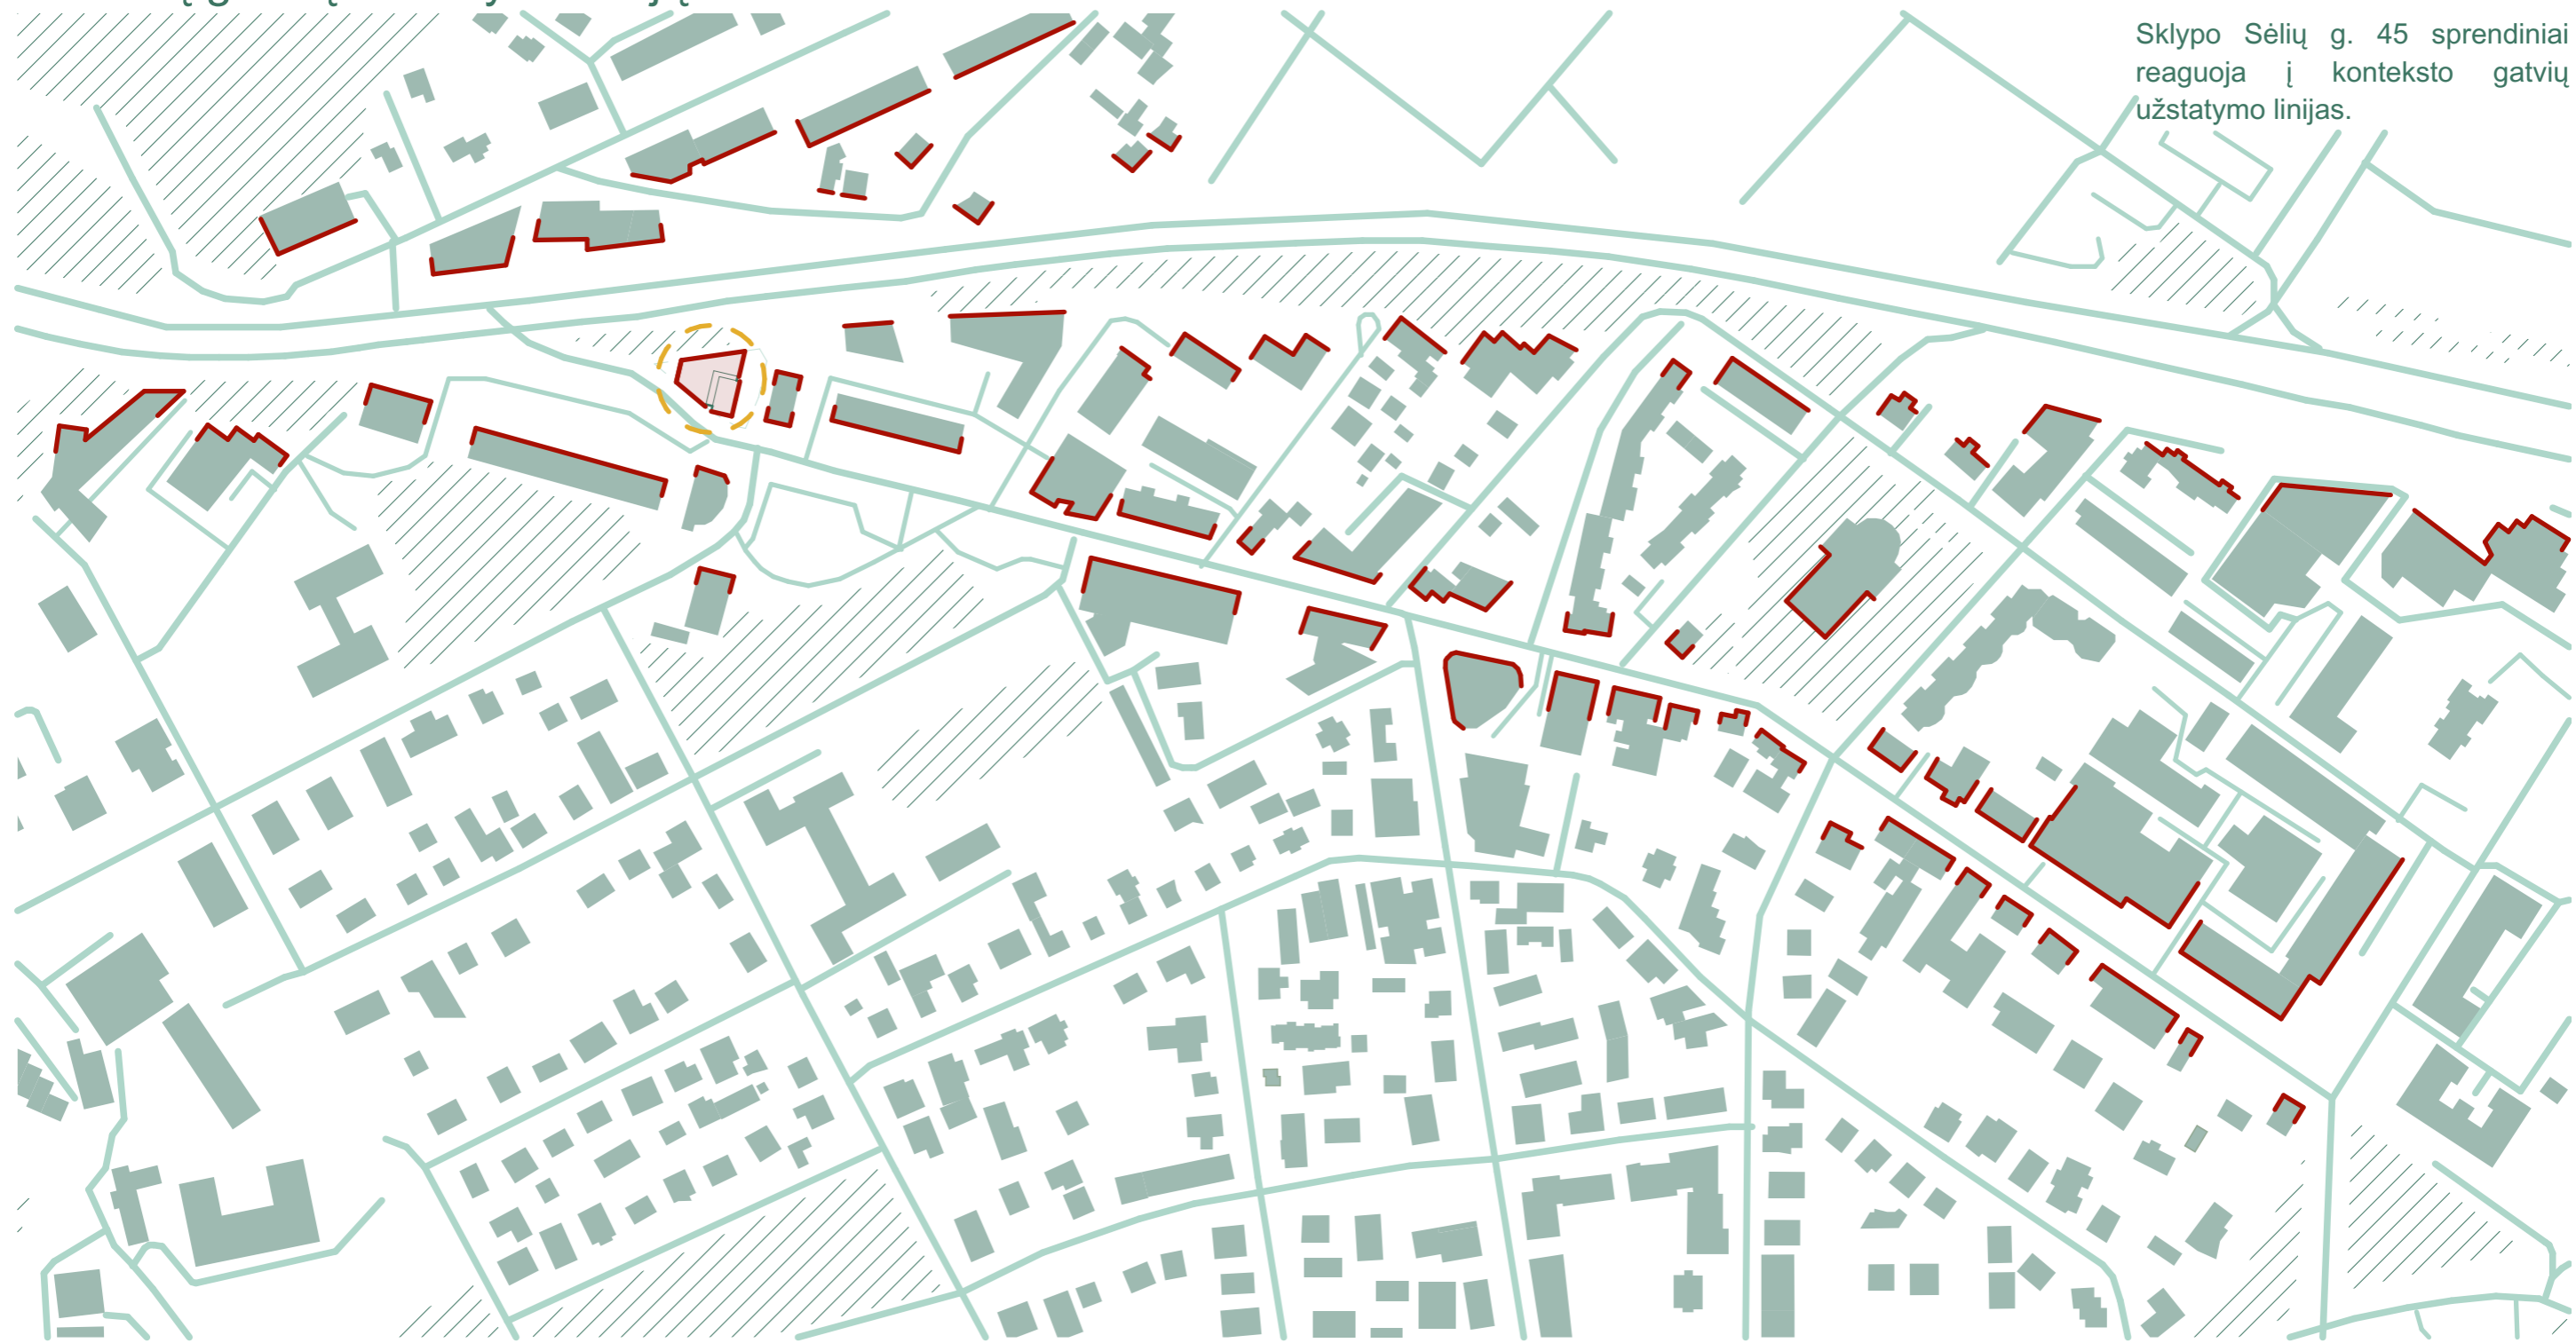 Sklypo Sėlių g. 45 sprendiniai
reaguoja į konteksto gatvių
užstatymo linijas.